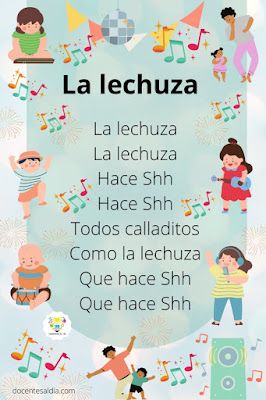 La lechuza
La lechuza
La lechuza
Hace Shh
Hace Shh
Todos calladitos
Como la lechuza
Que hace Shh
Que hace Shh
docentesaldia.com